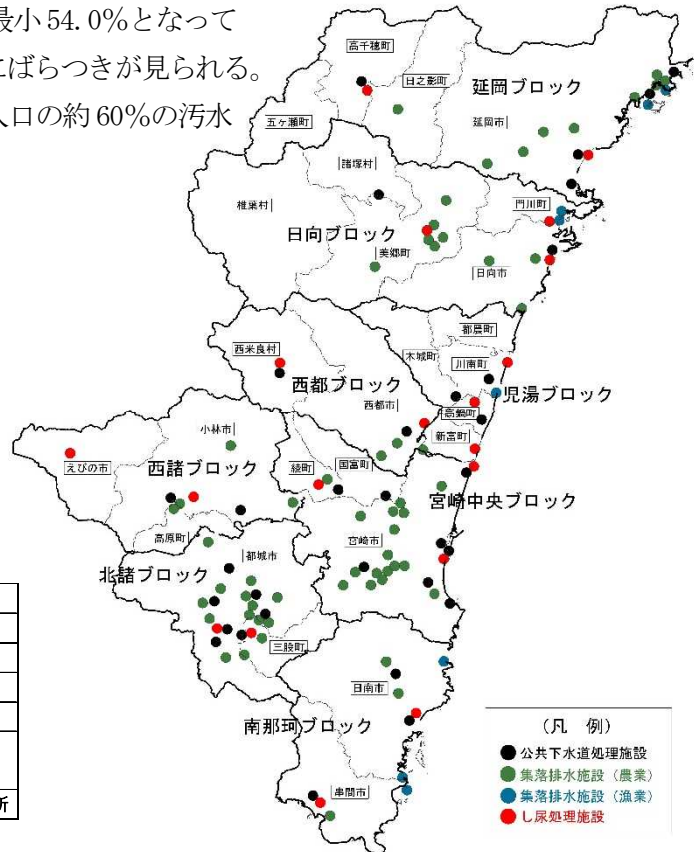 最小 54.0%となって
にばらつきが見られる。
人口の約 60%の汚水
高千穂町
日之影町
延岡ブロック
五ヶ瀬町
延岡市
諸塚村
椎葉村
門川町
日向ブロック
美郷町
日向市
都農町
西米良村
木城町
川南町
西都ブロック
児湯ブロック
西都市
高鍋町
小林市
新富町
国富町
西諸ブロック
えびの市
綾町
宮崎中央ブロック
高原町
宮崎市
都城市
北諸ブロック
三股町
日南市
南那珂ブロック
串間市
(凡 例)
公共下水道処理施設
集落排水施設(農業)
集落排水施設(漁業)
し尿処理施設
所